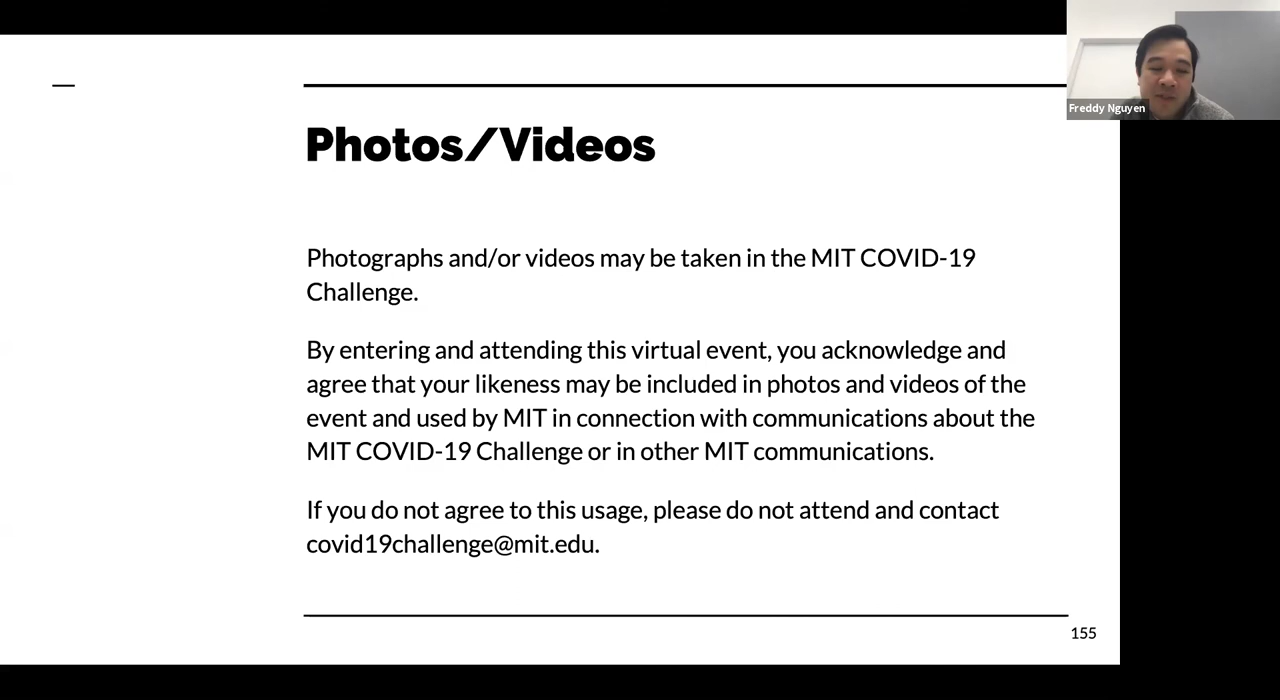 Freddy Nguyen
Photos/Videos
Photographs and/or videos may be taken in the MIT COVID-19
Challenge.
By entering and attending this virtual event, you acknowledge and
agree that your likeness may be included in photos and videos of the
event and used by MIT in connection with communications about the
MIT COVID-19 Challenge or in other MIT communications.
If you do not agree to this usage, please do not attend and contact
covid19challenge@mit.edu.
155